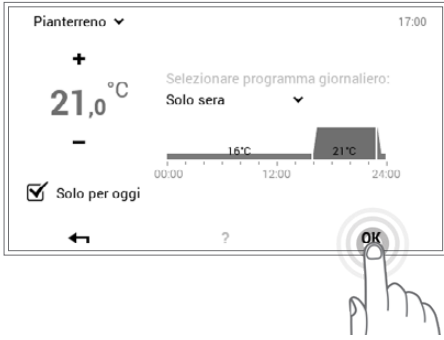 Pianterreno 17:00
+
21,0 °C
−
Selezionare programma giornaliero:
Solo sera
16°C 21°C
00:00 12:00 24:00
Solo per oggi
? OK